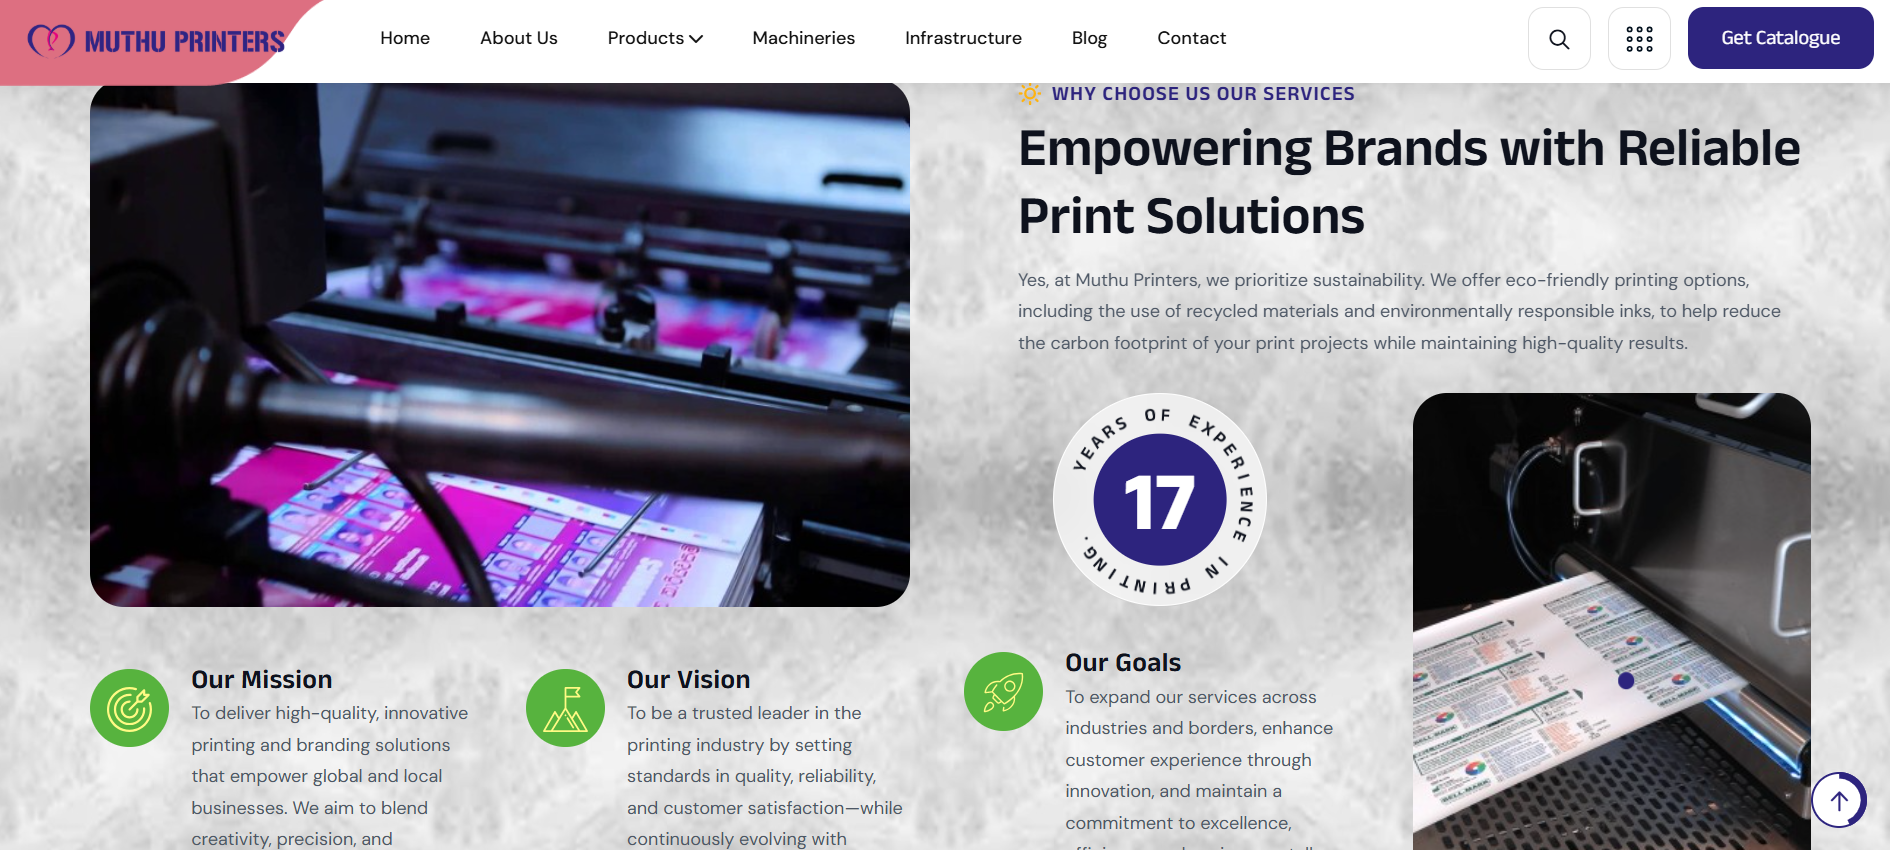 MUTHU PRINTERS
Home
About Us
Products
Machineries
Infrastructure
Blog
Contact
Get Catalogue
WHY CHOOSE US OUR SERVICES
Empowering Brands with Reliable
Print Solutions
Yes, at Muthu Printers, we prioritize sustainability. We offer eco-friendly printing options,
including the use of recycled materials and environmentally responsible inks, to help reduce
the carbon footprint of your print projects while maintaining high-quality results.
YEARS OF EXPERIENCE IN PRINTING.
17
Our Mission
To deliver high-quality, innovative
printing and branding solutions
that empower global and local
businesses. We aim to blend
creativity, precision, and
Our Vision
To be a trusted leader in the
printing industry by setting
standards in quality, reliability,
and customer satisfaction—while
continuously evolving with
Our Goals
To expand our services across
industries and borders, enhance
customer experience through
innovation, and maintain a
commitment to excellence,
BELL MARK
BELL MARK